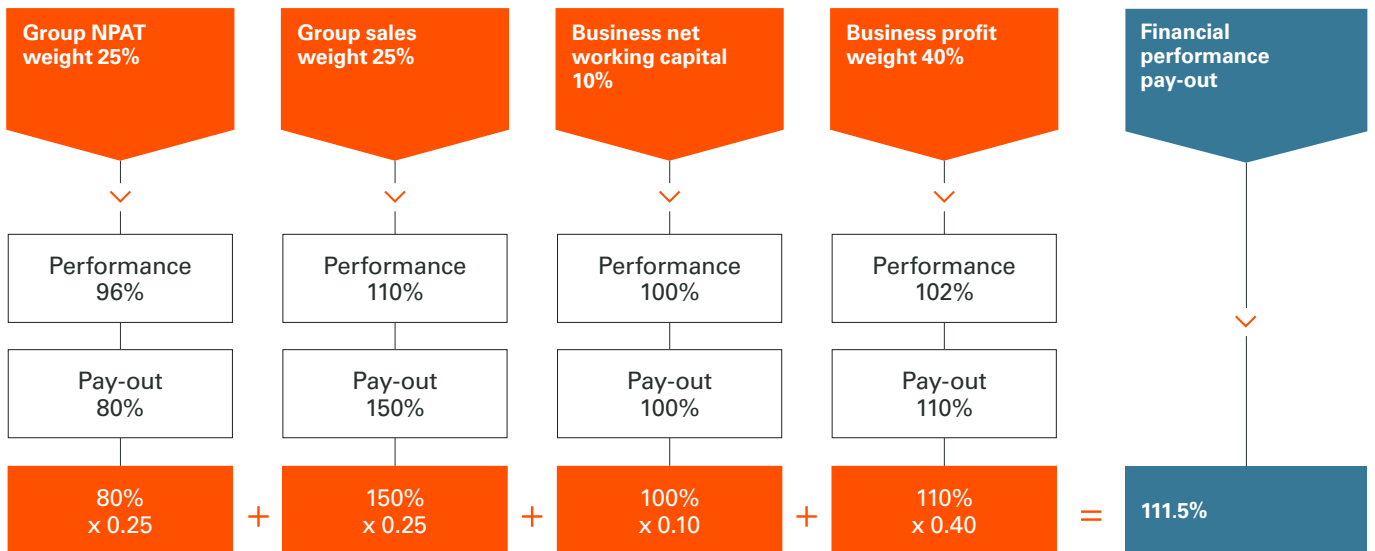 Group NPAT
weight 25%
Group sales
weight 25%
Business net
working capital
10%
Business profit
weight 40%
Financial
performance
pay-out
Performance
96%
Performance
110%
Performance
100%
Performance
102%
Pay-out
80%
Pay-out
150%
Pay-out
100%
Pay-out
110%
80%
x 0.25
+
150%
x 0.25
+
100%
x 0.10
+
110%
x 0.40
=
111.5%